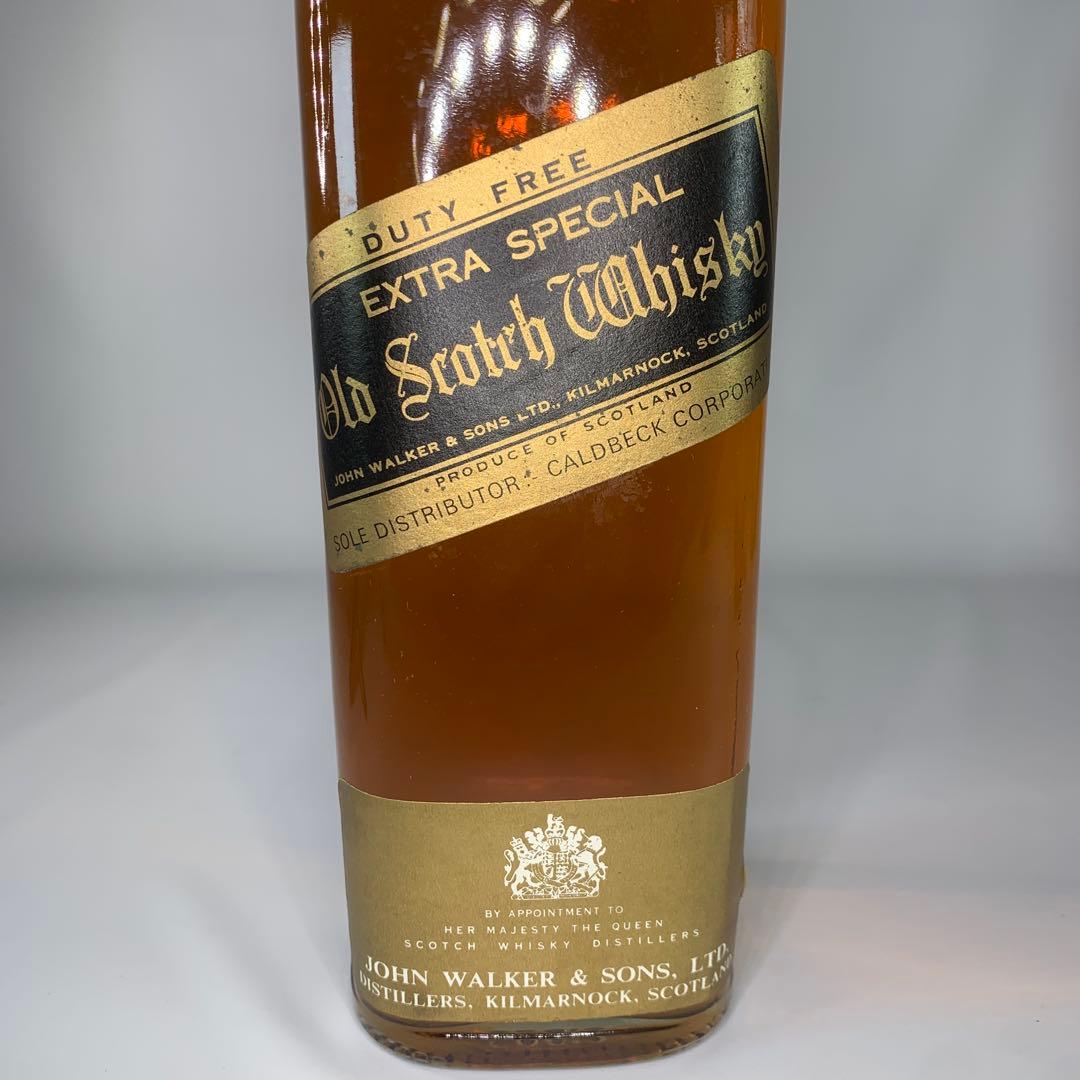 DUTY FREE
EXTRA SPECIAL
Old Scotch Whisky
JOHN WALKER & SONS LTD., KILMARNOCK, SCOTLAND
PRODUCE OF SCOTLAND
SOLE DISTRIBUTOR:- CALDBECK CORPORAT
BY APPOINTMENT TO
HER MAJESTY THE QUEEN
SCOTCH WHISKY DISTILLERS
JOHN WALKER & SONS, LTD.
DISTILLERS, KILMARNOCK, SCOTLAND